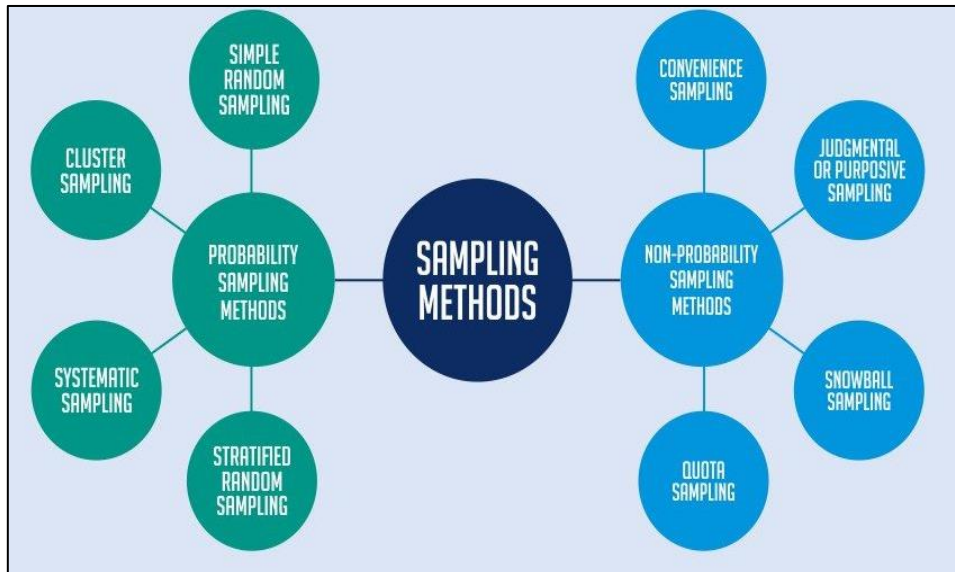 SIMPLE
RANDOM
SAMPLING
CLUSTER
SAMPLING
PROBABILITY
SAMPLING
METHODS
SYSTEMATIC
SAMPLING
STRATIFIED
RANDOM
SAMPLING
SAMPLING
METHODS
CONVENIENCE
SAMPLING
JUDGMENTAL
OR PURPOSIVE
SAMPLING
NON-PROBABILITY
SAMPLING
METHODS
SNOWBALL
SAMPLING
QUOTA
SAMPLING